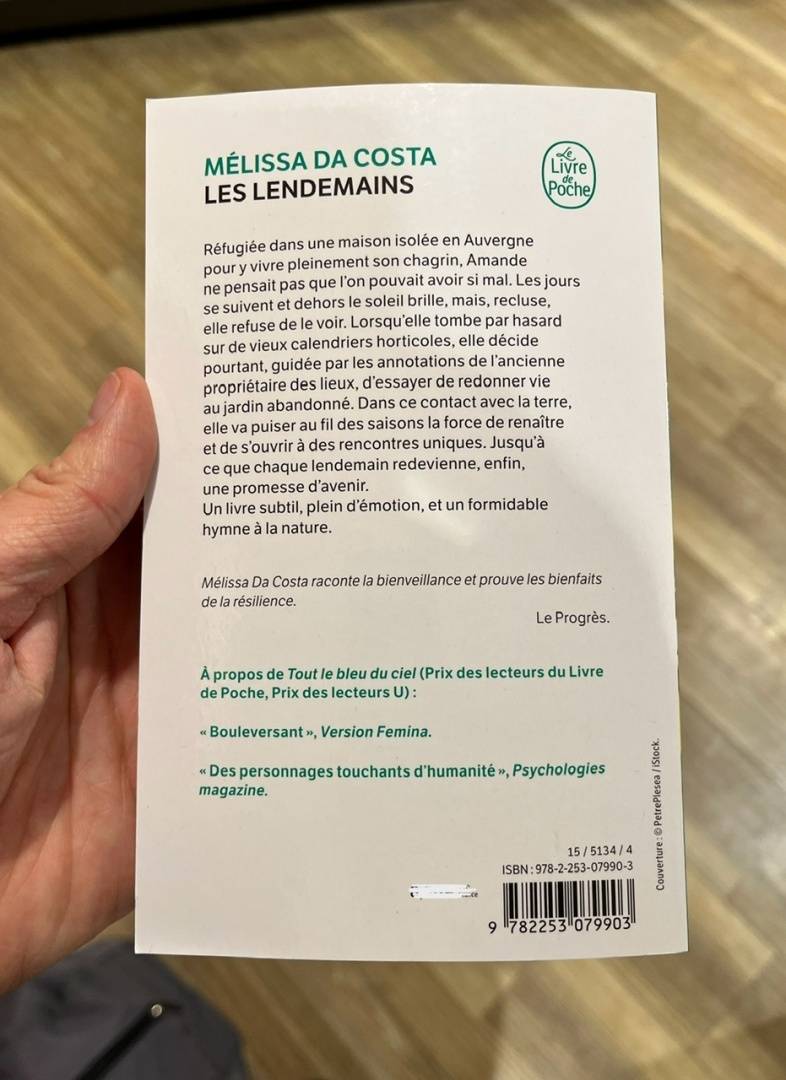 MÉLISSA DA COSTA
LES LENDEMAINS
Le
Livre
de
Poche
Réfugiée dans une maison isolée en Auvergne
pour y vivre pleinement son chagrin, Amande
ne pensait pas que l'on pouvait avoir si mal. Les jours
se suivent et dehors le soleil brille, mais, recluse,
elle refuse de le voir. Lorsqu'elle tombe par hasard
sur de vieux calendriers horticoles, elle décide
pourtant, guidée par les annotations de l'ancienne
propriétaire des lieux, d'essayer de redonner vie
au jardin abandonné. Dans ce contact avec la terre,
elle va puiser au fil des saisons la force de renaître
et de s'ouvrir à des rencontres uniques. Jusqu'à
ce que chaque lendemain redevienne, enfin,
une promesse d'avenir.
Un livre subtil, plein d'émotion, et un formidable
hymne à la nature.
Mélissa Da Costa raconte la bienveillance et prouve les bienfaits
de la résilience.
Le Progrès.
À propos de Tout le bleu du ciel (Prix des lecteurs du Livre
de Poche, Prix des lecteurs U) :
« Bouleversant », Version Femina.
« Des personnages touchants d'humanité », Psychologies
magazine.
Couverture : © PetrePlesea / iStock.
15 / 5134 / 4
ISBN : 978-2-253-07990-3
9 782253 079903